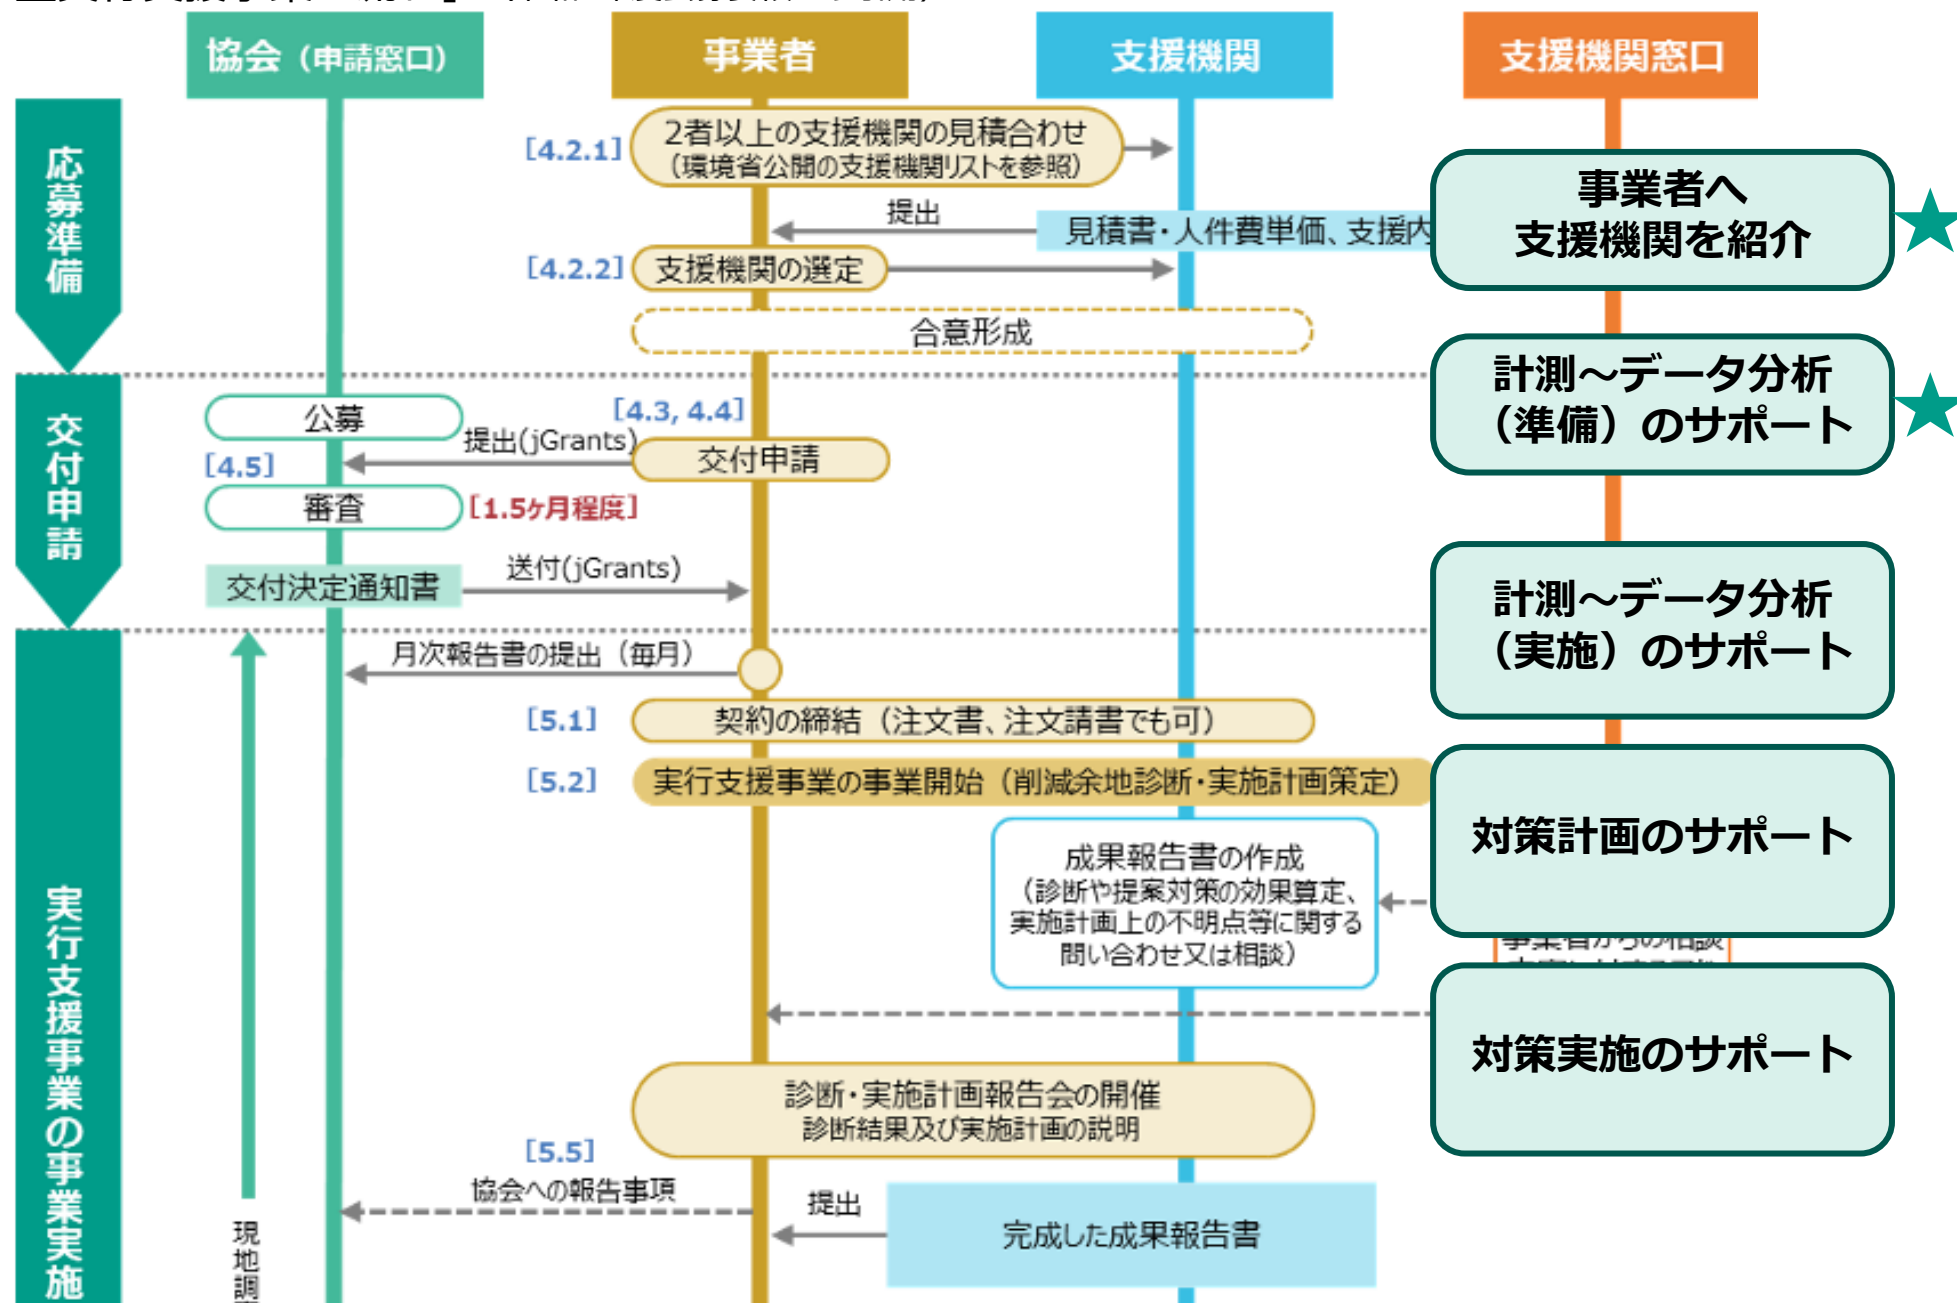 協会（申請窓口）
事業者
支援機関
支援機関窓口
応募準備
[4.2.1]
2者以上の支援機関の見積合わせ
（環境省公開の支援機関リストを参照）
事業者へ
支援機関を紹介
提出
見積書・人件費単価、支援内
[4.2.2]
支援機関の選定
合意形成
計測～データ分析
（準備）のサポート
交付申請
公募
[4.3, 4.4]
提出(jGrants)
交付申請
[4.5]
審査
[1.5ヶ月程度]
交付決定通知書
送付(jGrants)
計測～データ分析
（実施）のサポート
実行支援事業の事業実施
月次報告書の提出（毎月）
[5.1]
契約の締結（注文書、注文請書でも可）
[5.2]
実行支援事業の事業開始（削減余地診断・実施計画策定）
対策計画のサポート
成果報告書の作成
（診断や提案対策の効果算定、
実施計画上の不明点等に関する
問い合わせ又は相談）
事業者からの相談
対策実施のサポート
診断・実施計画報告会の開催
診断結果及び実施計画の説明
[5.5]
協会への報告事項
提出
完成した成果報告書
現地調